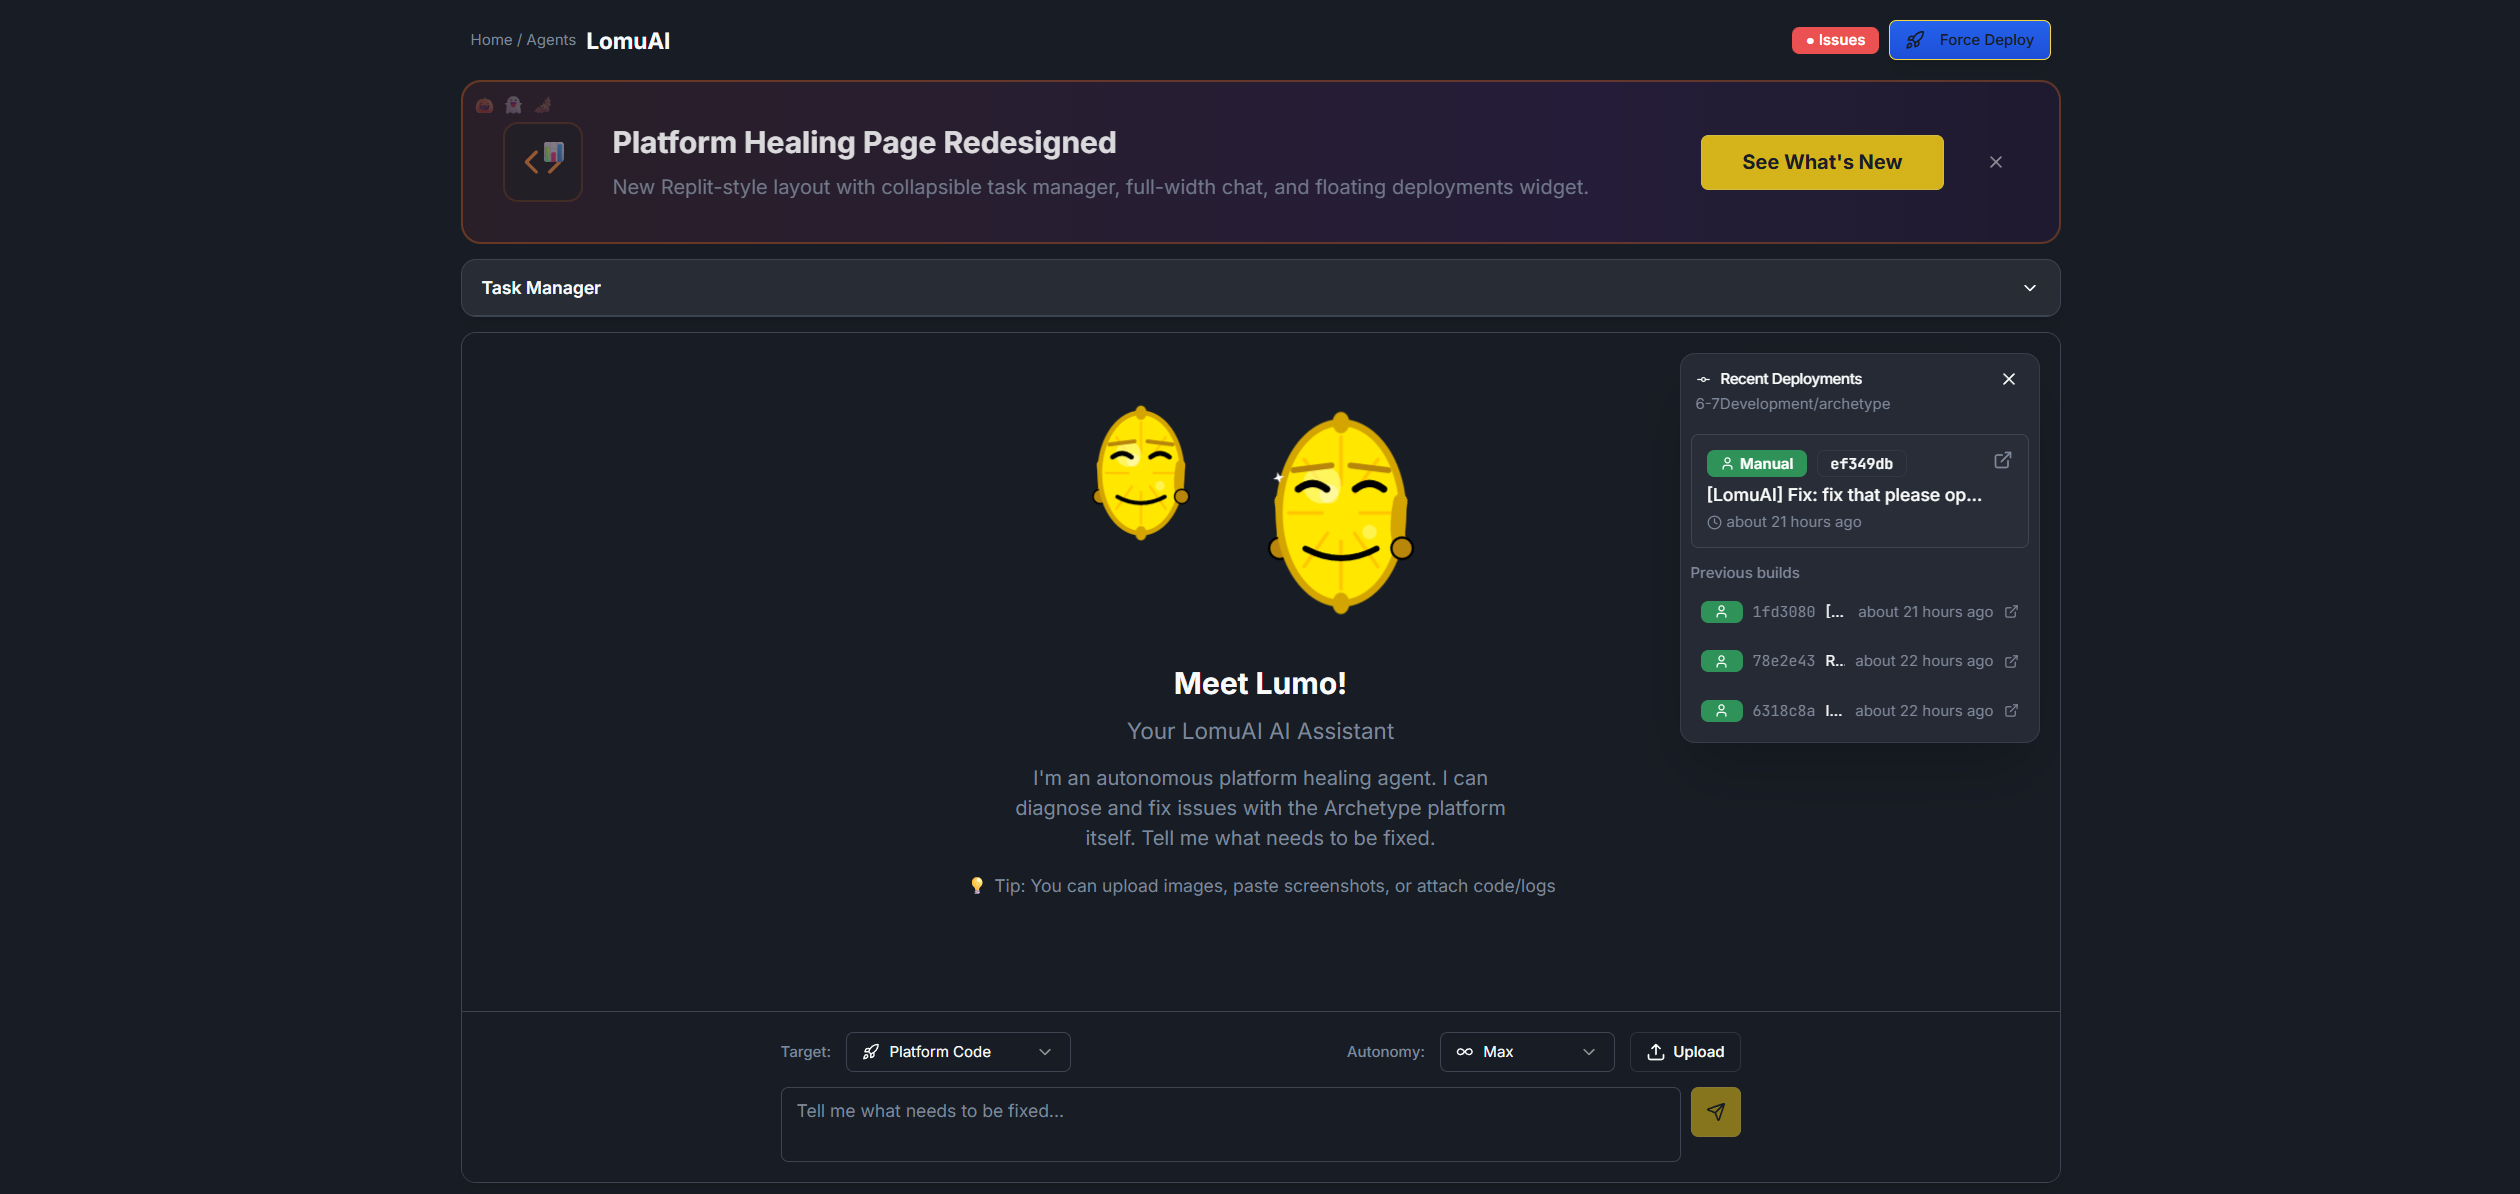 Home / Agents LomuAI
Issues
Force Deploy
Platform Healing Page Redesigned
New Replit-style layout with collapsible task manager, full-width chat, and floating deployments widget.
See What's New
Task Manager
Recent Deployments
6-7Development/archetype
Manual ef349db
[LomuAI] Fix: fix that please op...
about 21 hours ago
Previous builds
1fd3080 [... about 21 hours ago
78e2e43 R... about 22 hours ago
6318c8a I... about 22 hours ago
Meet Lumo!
Your LomuAI AI Assistant
I'm an autonomous platform healing agent. I can
diagnose and fix issues with the Archetype platform
itself. Tell me what needs to be fixed.
Tip: You can upload images, paste screenshots, or attach code/logs
Target: Platform Code
Autonomy: Max
Upload
Tell me what needs to be fixed...